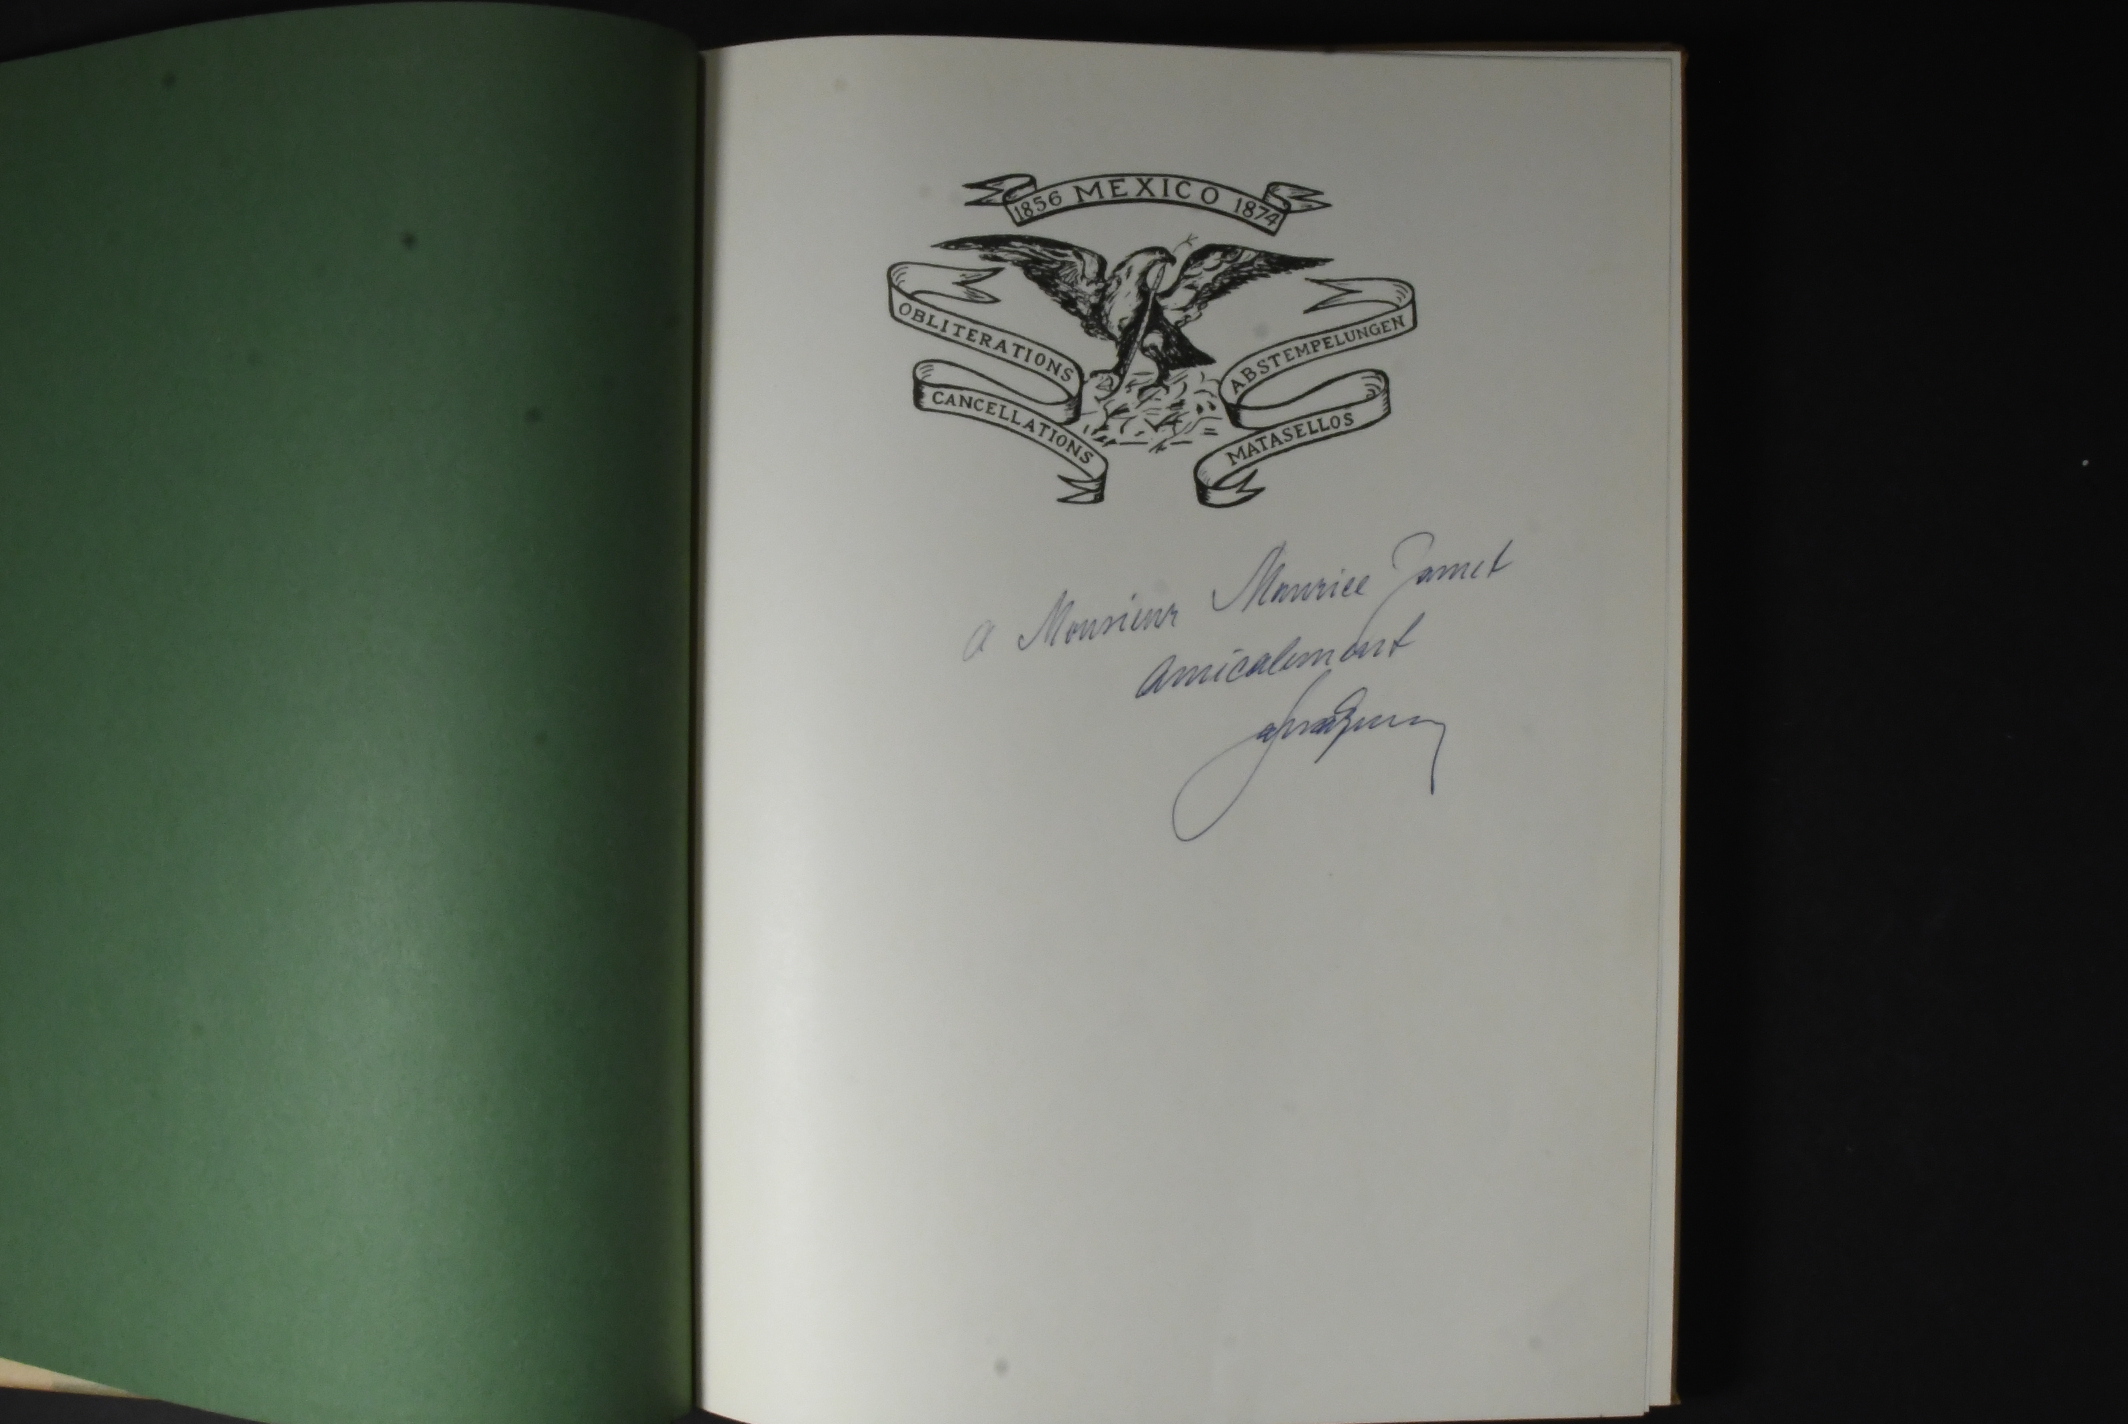 1856 MEXICO 1874
OBLITERATIONS
ABSTEMPELUNGEN
CANCELLATIONS
MATASELLOS
A Monsieur Maurice Jamet
Amicalement